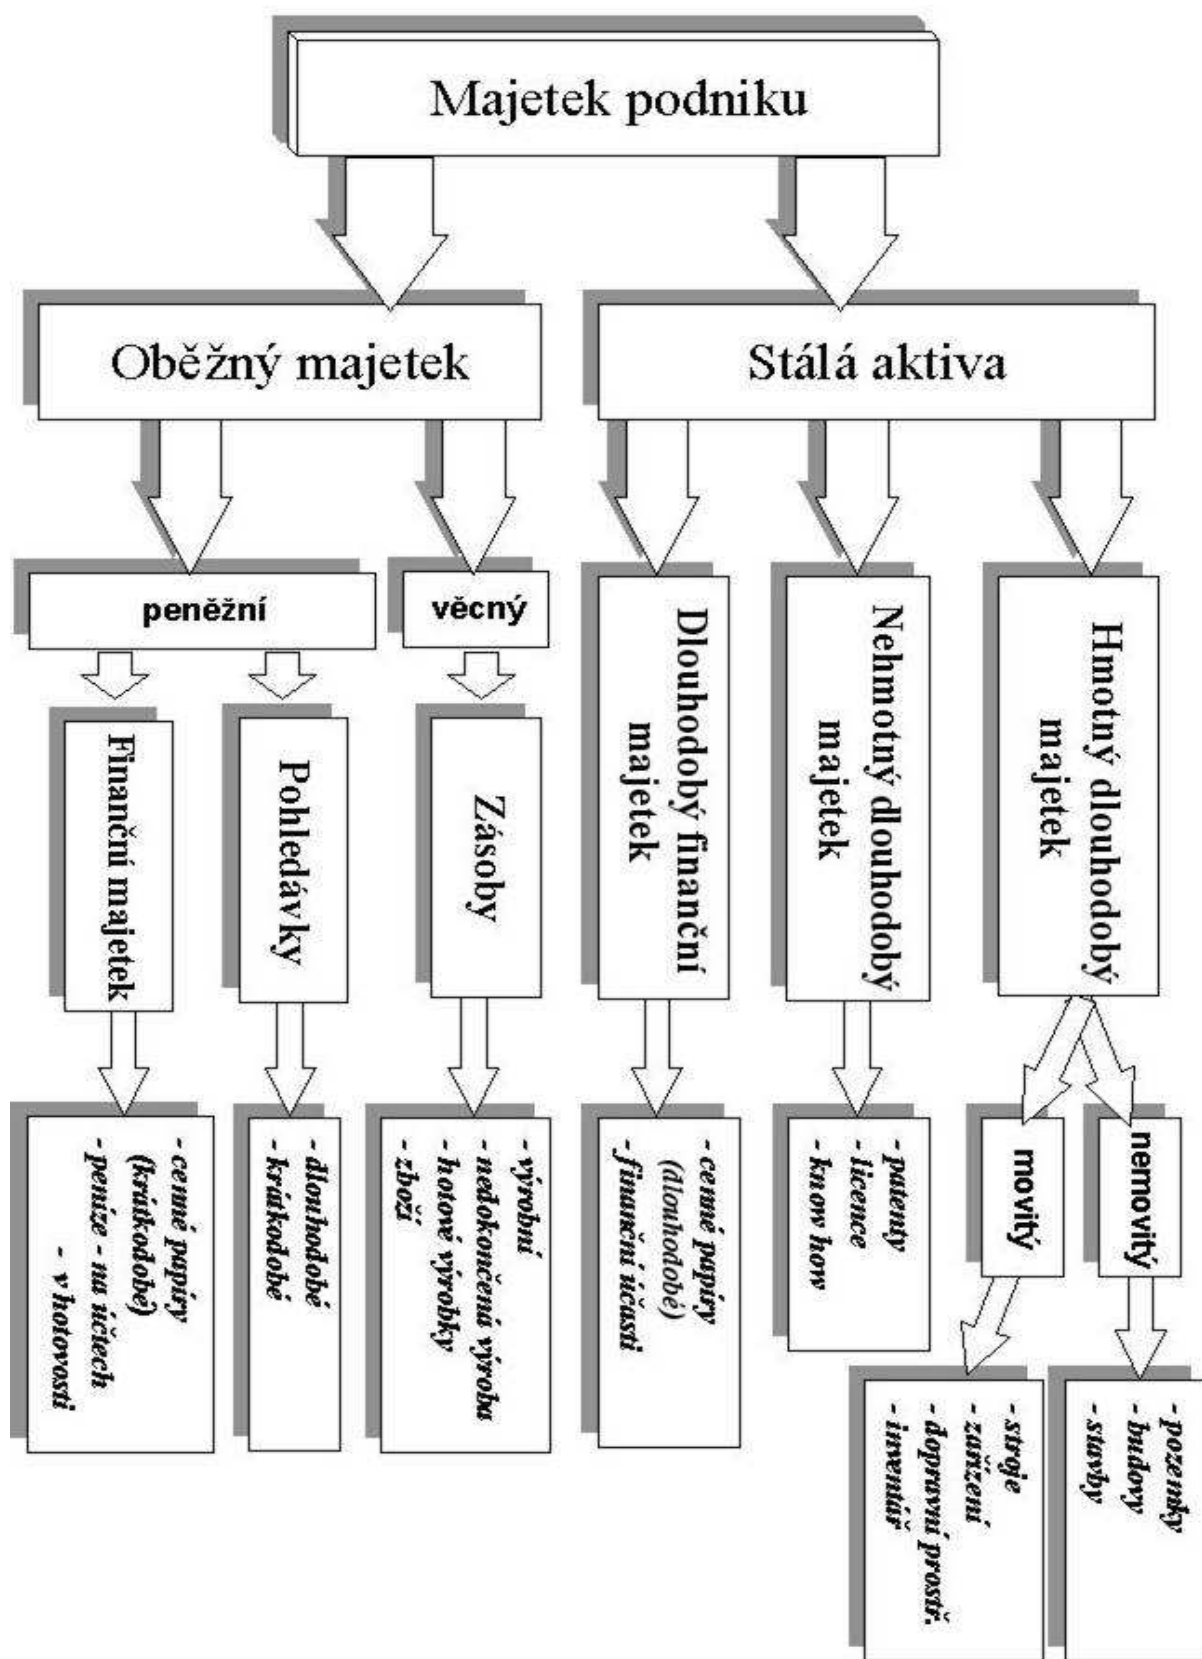 Majetek podniku
Oběžný majetek
Stálá aktiva
peněžní
věcný
Finanční majetek
Pohledávky
Zásoby
Dlouhodobý finanční
majetek
Nehmotný dlouhodobý
majetek
Hmotný dlouhodobý
majetek
- cenné papíry
(krátkodobé)
- peníze - na účtech
- v hotovosti
- dlouhodobé
- krátkodobé
- výrobní
- nedokončená výroba
- hotové výrobky
- zboží
- cenné papíry
(dlouhodobé)
- finanční účasti
- patenty
- licence
- know how
movitý
nemovitý
- stroje
- zařízení
- dopravní prostř.
- inventář
- pozemky
- budovy
- stavby